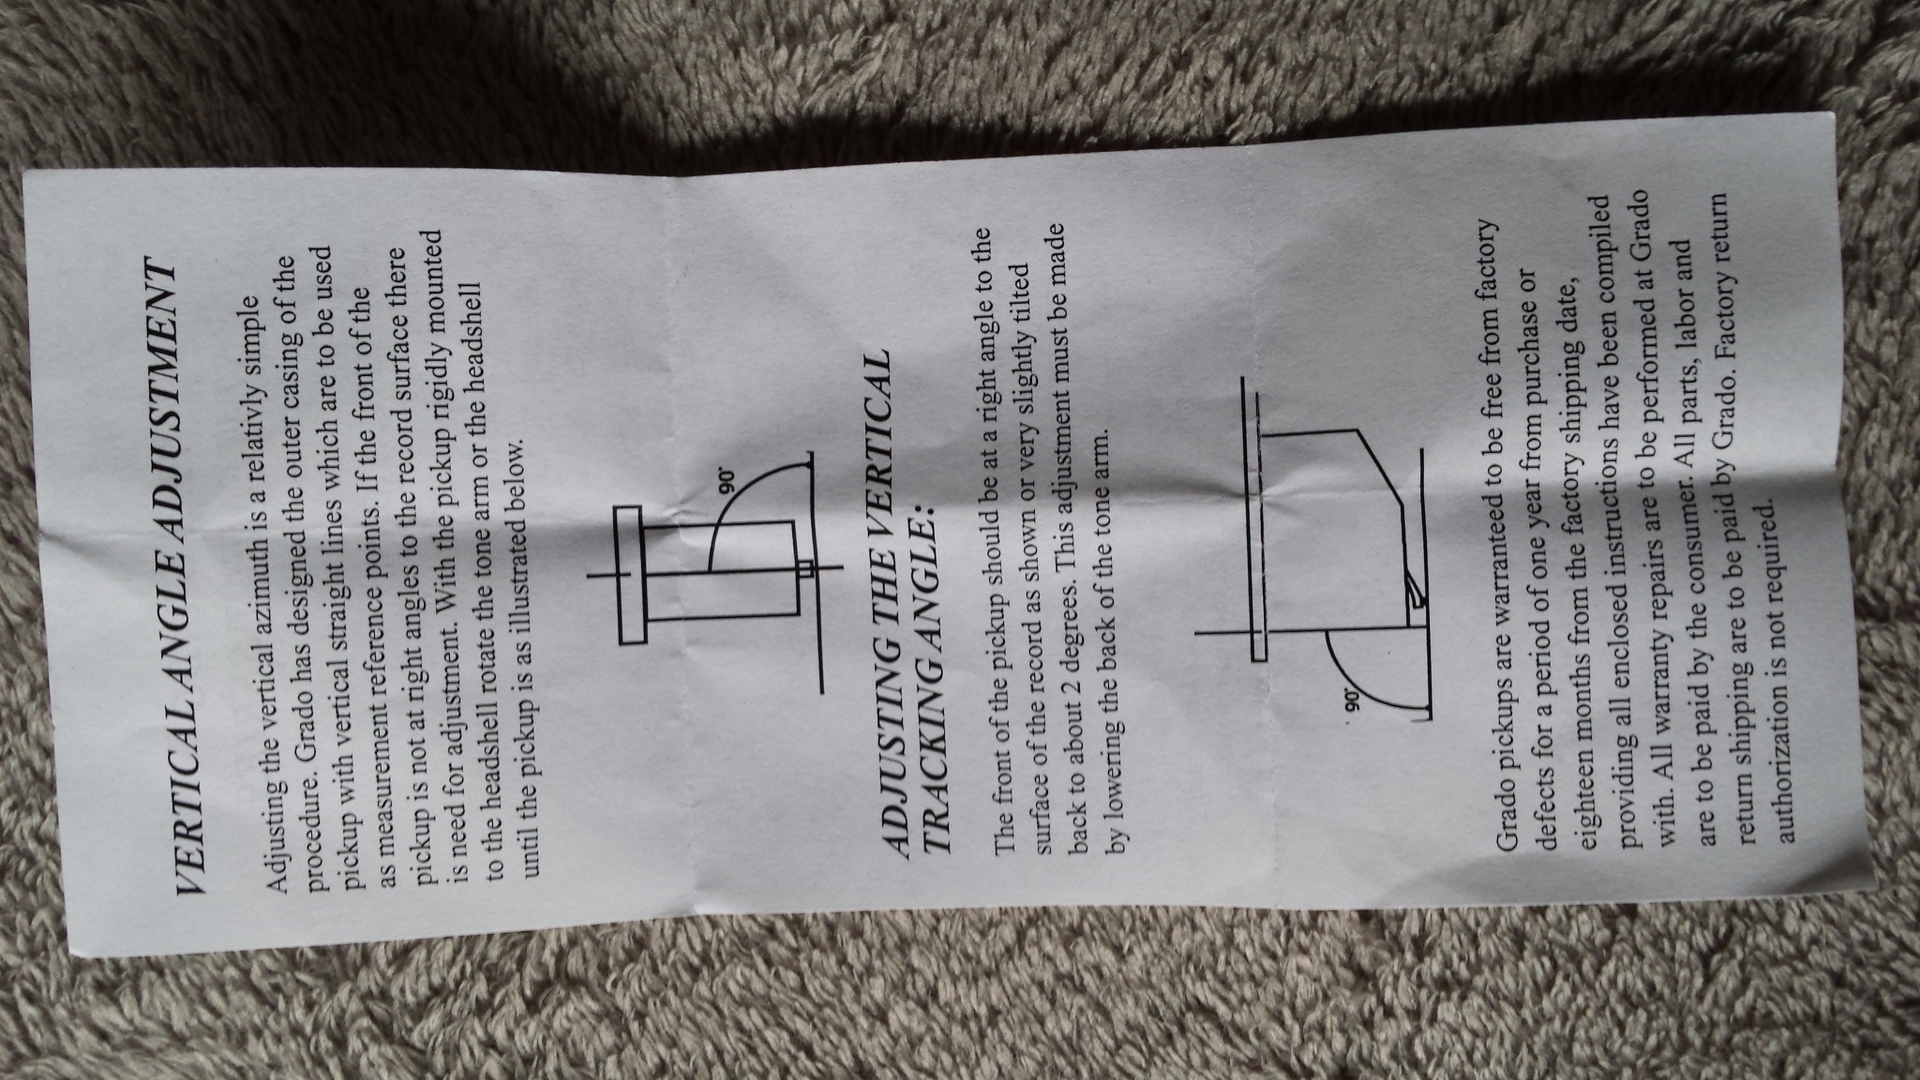 VERTICAL ANGLE ADJUSTMENT
Adjusting the vertical azimuth is a relativly simple
procedure. Grado has designed the outer casing of the
pickup with vertical straight lines which are to be used
as measurement reference points. If the front of the
pickup is not at right angles to the record surface there
is need for adjustment. With the pickup rigidly mounted
to the headshell rotate the tone arm or the headshell
until the pickup is as illustrated below.
90°
ADJUSTING THE VERTICAL
TRACKING ANGLE:
The front of the pickup should be at a right angle to the
surface of the record as shown or very slightly tilted
back to about 2 degrees. This adjustment must be made
by lowering the back of the tone arm.
90°
Grado pickups are warranteed to be free from factory
defects for a period of one year from purchase or
eighteen months from the factory shipping date,
providing all enclosed instructions have been compiled
with. All warranty repairs are to be performed at Grado
are to be paid by the consumer. All parts, labor and
return shipping are to be paid by Grado. Factory return
authorization is not required.